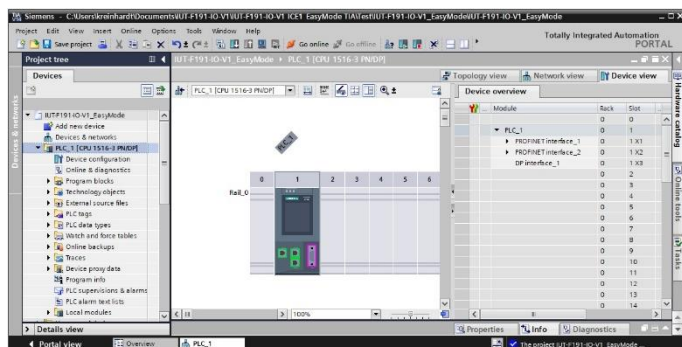 Siemens - C:\Users\kreinhardt\Documents\IUT-F191-IO-V1\IUT-F191-IO-V1 ICE1 EasyMode TIA\Test\IUT-F191-IO-V1_EasyMode\IUT-F191-IO-V1_EasyMode
Project Edit View Insert Online Options Tools Window Help
Totally Integrated Automation
PORTAL
Save project
Go online
Go offline
Project tree
IUT-F191-IO-V1_EasyMode PLC_1 [CPU 1516-3 PN/DP]
Devices
Topology view
Network view
Device view
PLC_1 [CPU 1516-3 PN/DP]
Device overview
Module
Rack
Slot
IUT-F191-IO-V1_EasyMode
Add new device
Devices & networks
PLC_1 [CPU 1516-3 PN/DP]
Device configuration
Online & diagnostics
Program blocks
Technology objects
External source files
PLC tags
PLC data types
Watch and force tables
Online backups
Traces
Device proxy data
Program info
PLC supervisions & alarms
PLC alarm text lists
Local modules
PLC_1
0 1 2 3 4 5 6
Rail_0
100%
0 0
PLC_1 0 1
PROFINET interface_1 0 1 X1
PROFINET interface_2 0 1 X2
DP interface_1 0 1 X3
0 2
0 3
0 4
0 5
0 6
0 7
0 8
0 9
0 10
0 11
0 12
0 13
0 14
Devices & networks
Hardware catalog
Online tools
Tasks
Details view
Properties
Info
Diagnostics
Portal view
Overview
PLC_1
The project IUT-F191-IO-V1_EasyMode ...